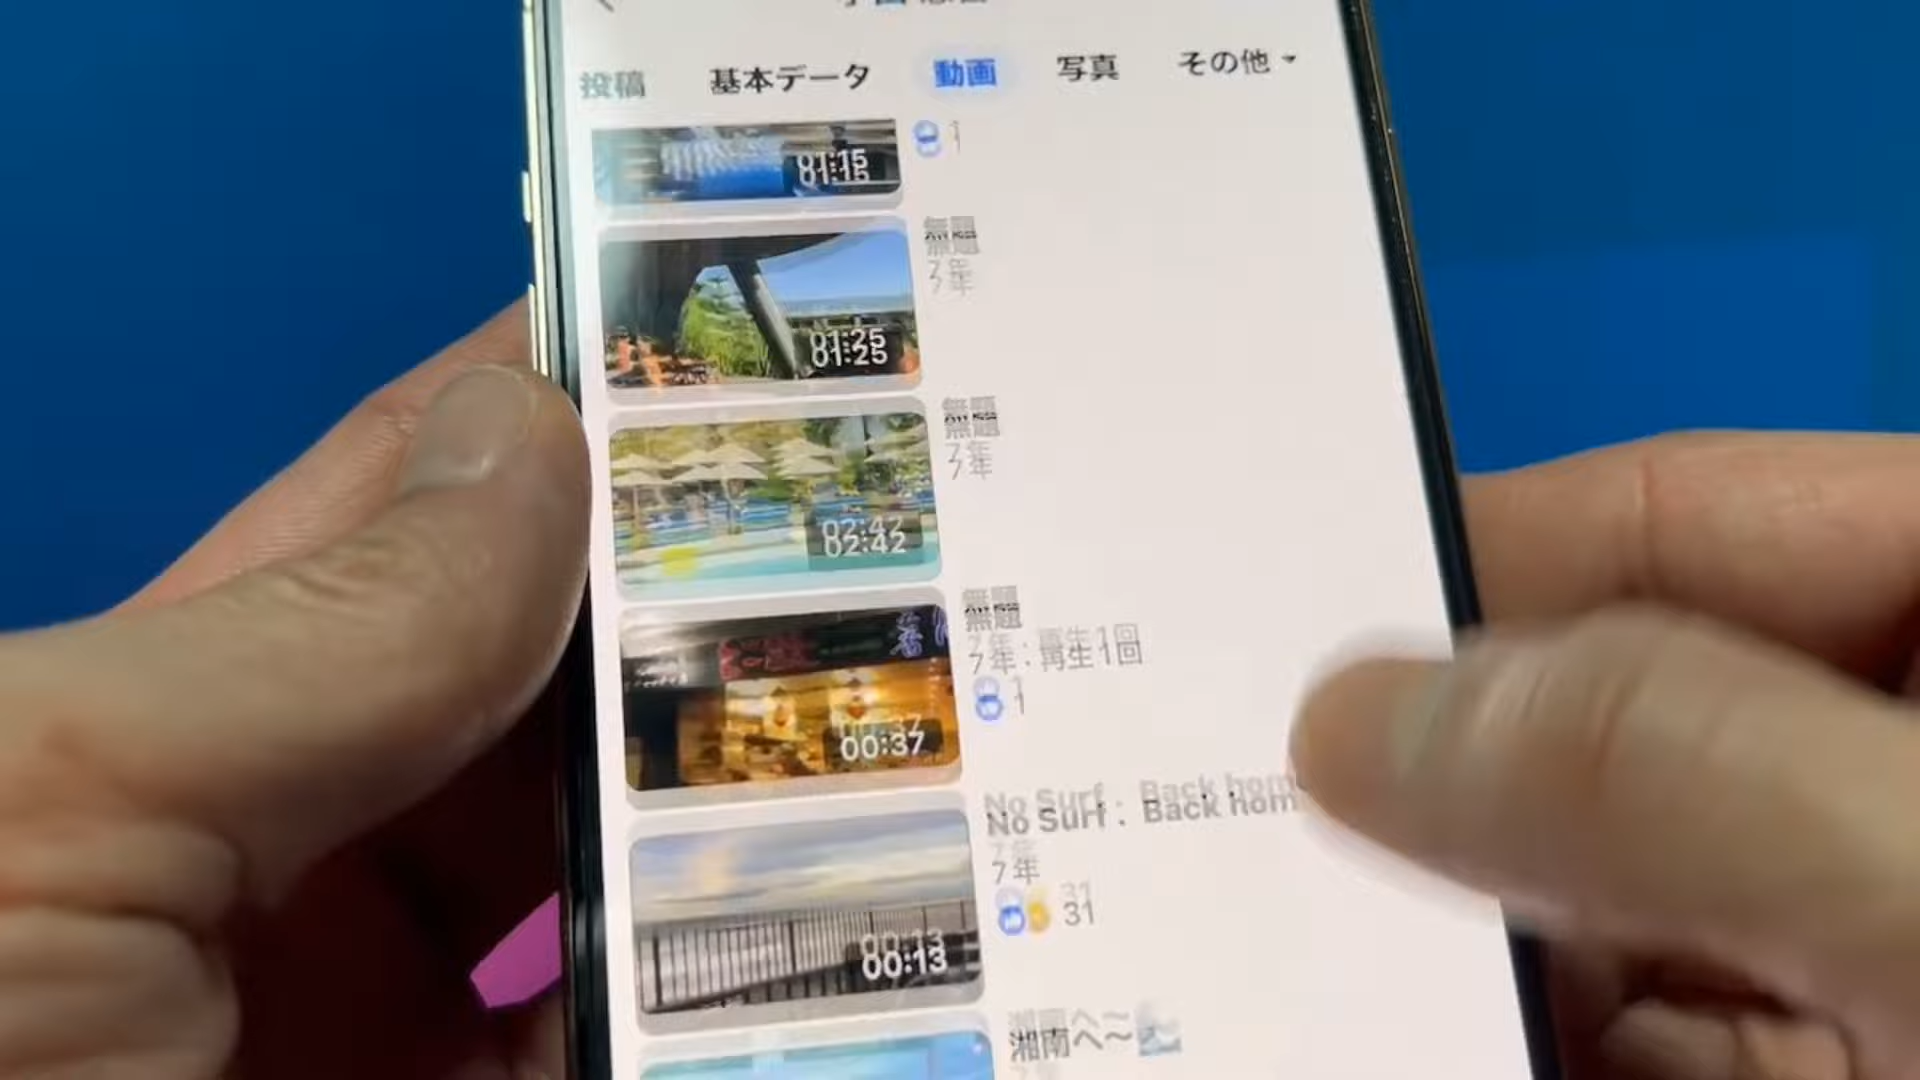 投稿 基本データ 動画 写真 その他
01:15
1
無題
7年
01:25
無題
7年
02:42
無題
7年: 再生1回
1
00:37
No Surf : Back hom
7年
31
00:13
湘南へ〜